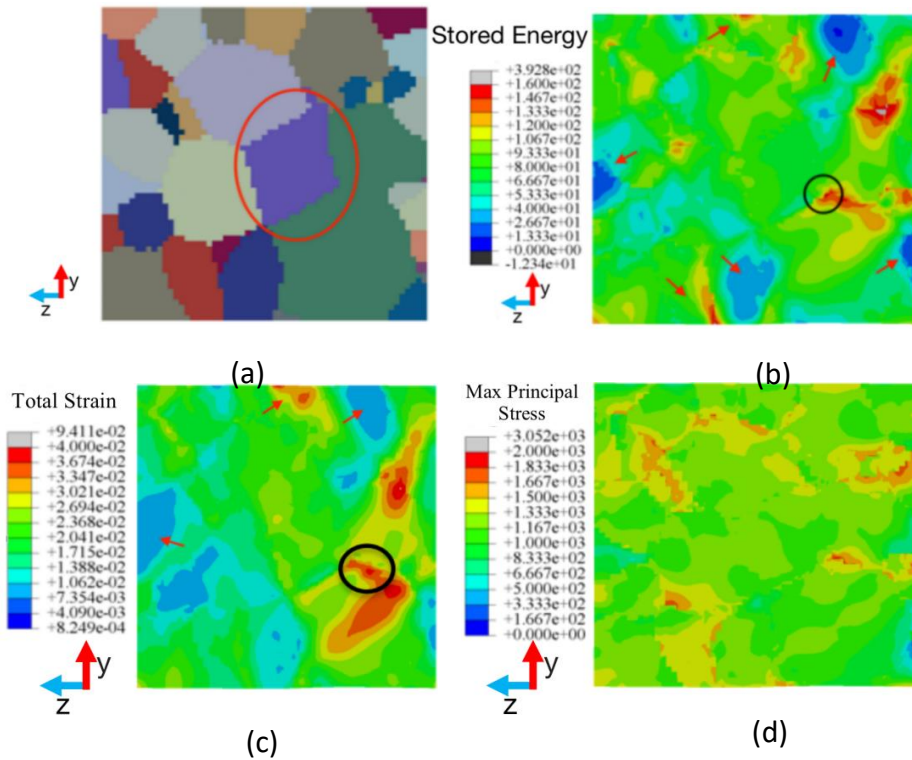 y
z
(a)
Stored Energy
+3.928e+02
+1.600e+02
+1.467e+02
+1.333e+02
+1.200e+02
+1.067e+02
+9.333e+01
+8.000e+01
+6.667e+01
+5.333e+01
+4.000e+01
+2.667e+01
+1.333e+01
+0.000e+00
-1.234e+01
y
z
(b)
Total Strain
+9.411e-02
+4.000e-02
+3.674e-02
+3.347e-02
+3.021e-02
+2.694e-02
+2.368e-02
+2.041e-02
+1.715e-02
+1.388e-02
+1.062e-02
+7.354e-03
+4.090e-03
+8.249e-04
y
z
(c)
Max Principal
Stress
+3.052e+03
+2.000e+03
+1.833e+03
+1.667e+03
+1.500e+03
+1.333e+03
+1.167e+03
+1.000e+03
+8.333e+02
+6.667e+02
+5.000e+02
+3.333e+02
+1.667e+02
+0.000e+00
y
z
(d)